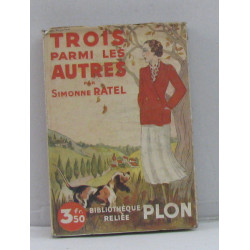 TROIS
PARMI LES
AUTRES
PAR
SIMONNE RATEL
3 fr. 50
BIBLIOTHÈQUE
RELIÉE
PLON